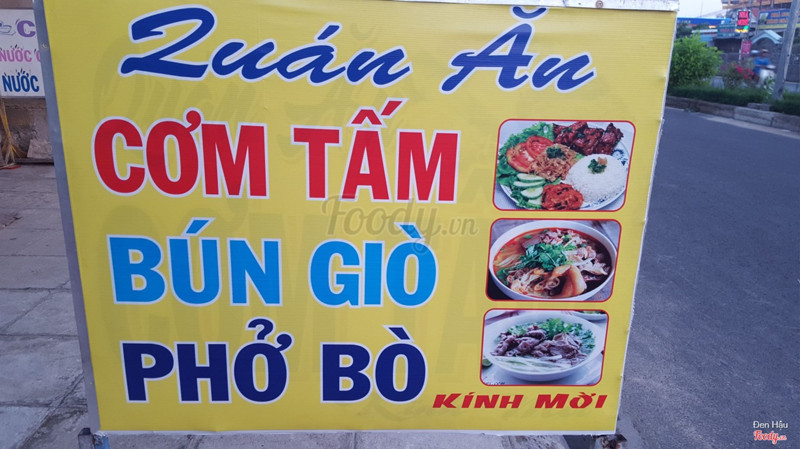 Quán Ăn
CƠM TẤM
BÚN GIÒ
PHỞ BÒ
KÍNH MỜI
NƯỚC
NƯỚC
Foody.vn
Đen Hậu
Foody.vn